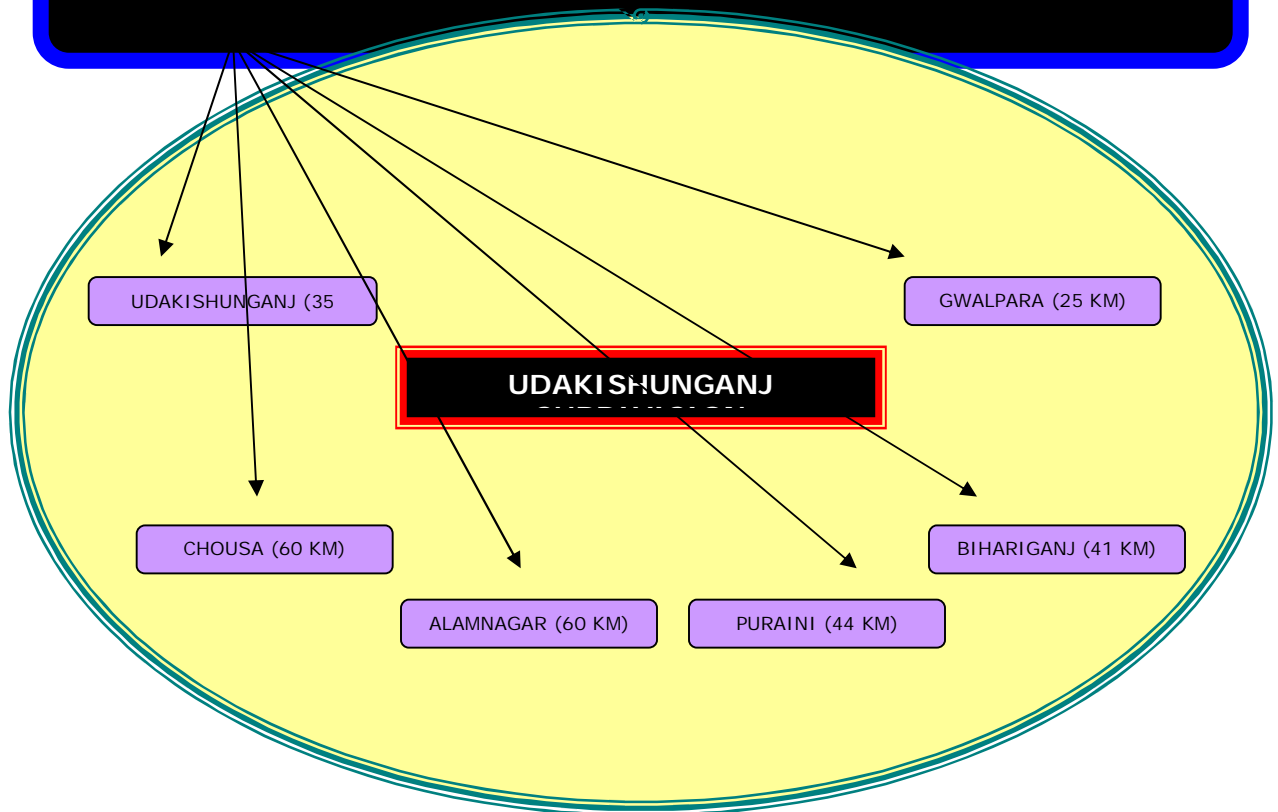 UDAKISHUNGANJ (35
GWALPARA (25 KM)
UDAKISHUNGANJ
CHOUSA (60 KM)
BIHARIGANJ (41 KM)
ALAMNAGAR (60 KM)
PURAINI (44 KM)